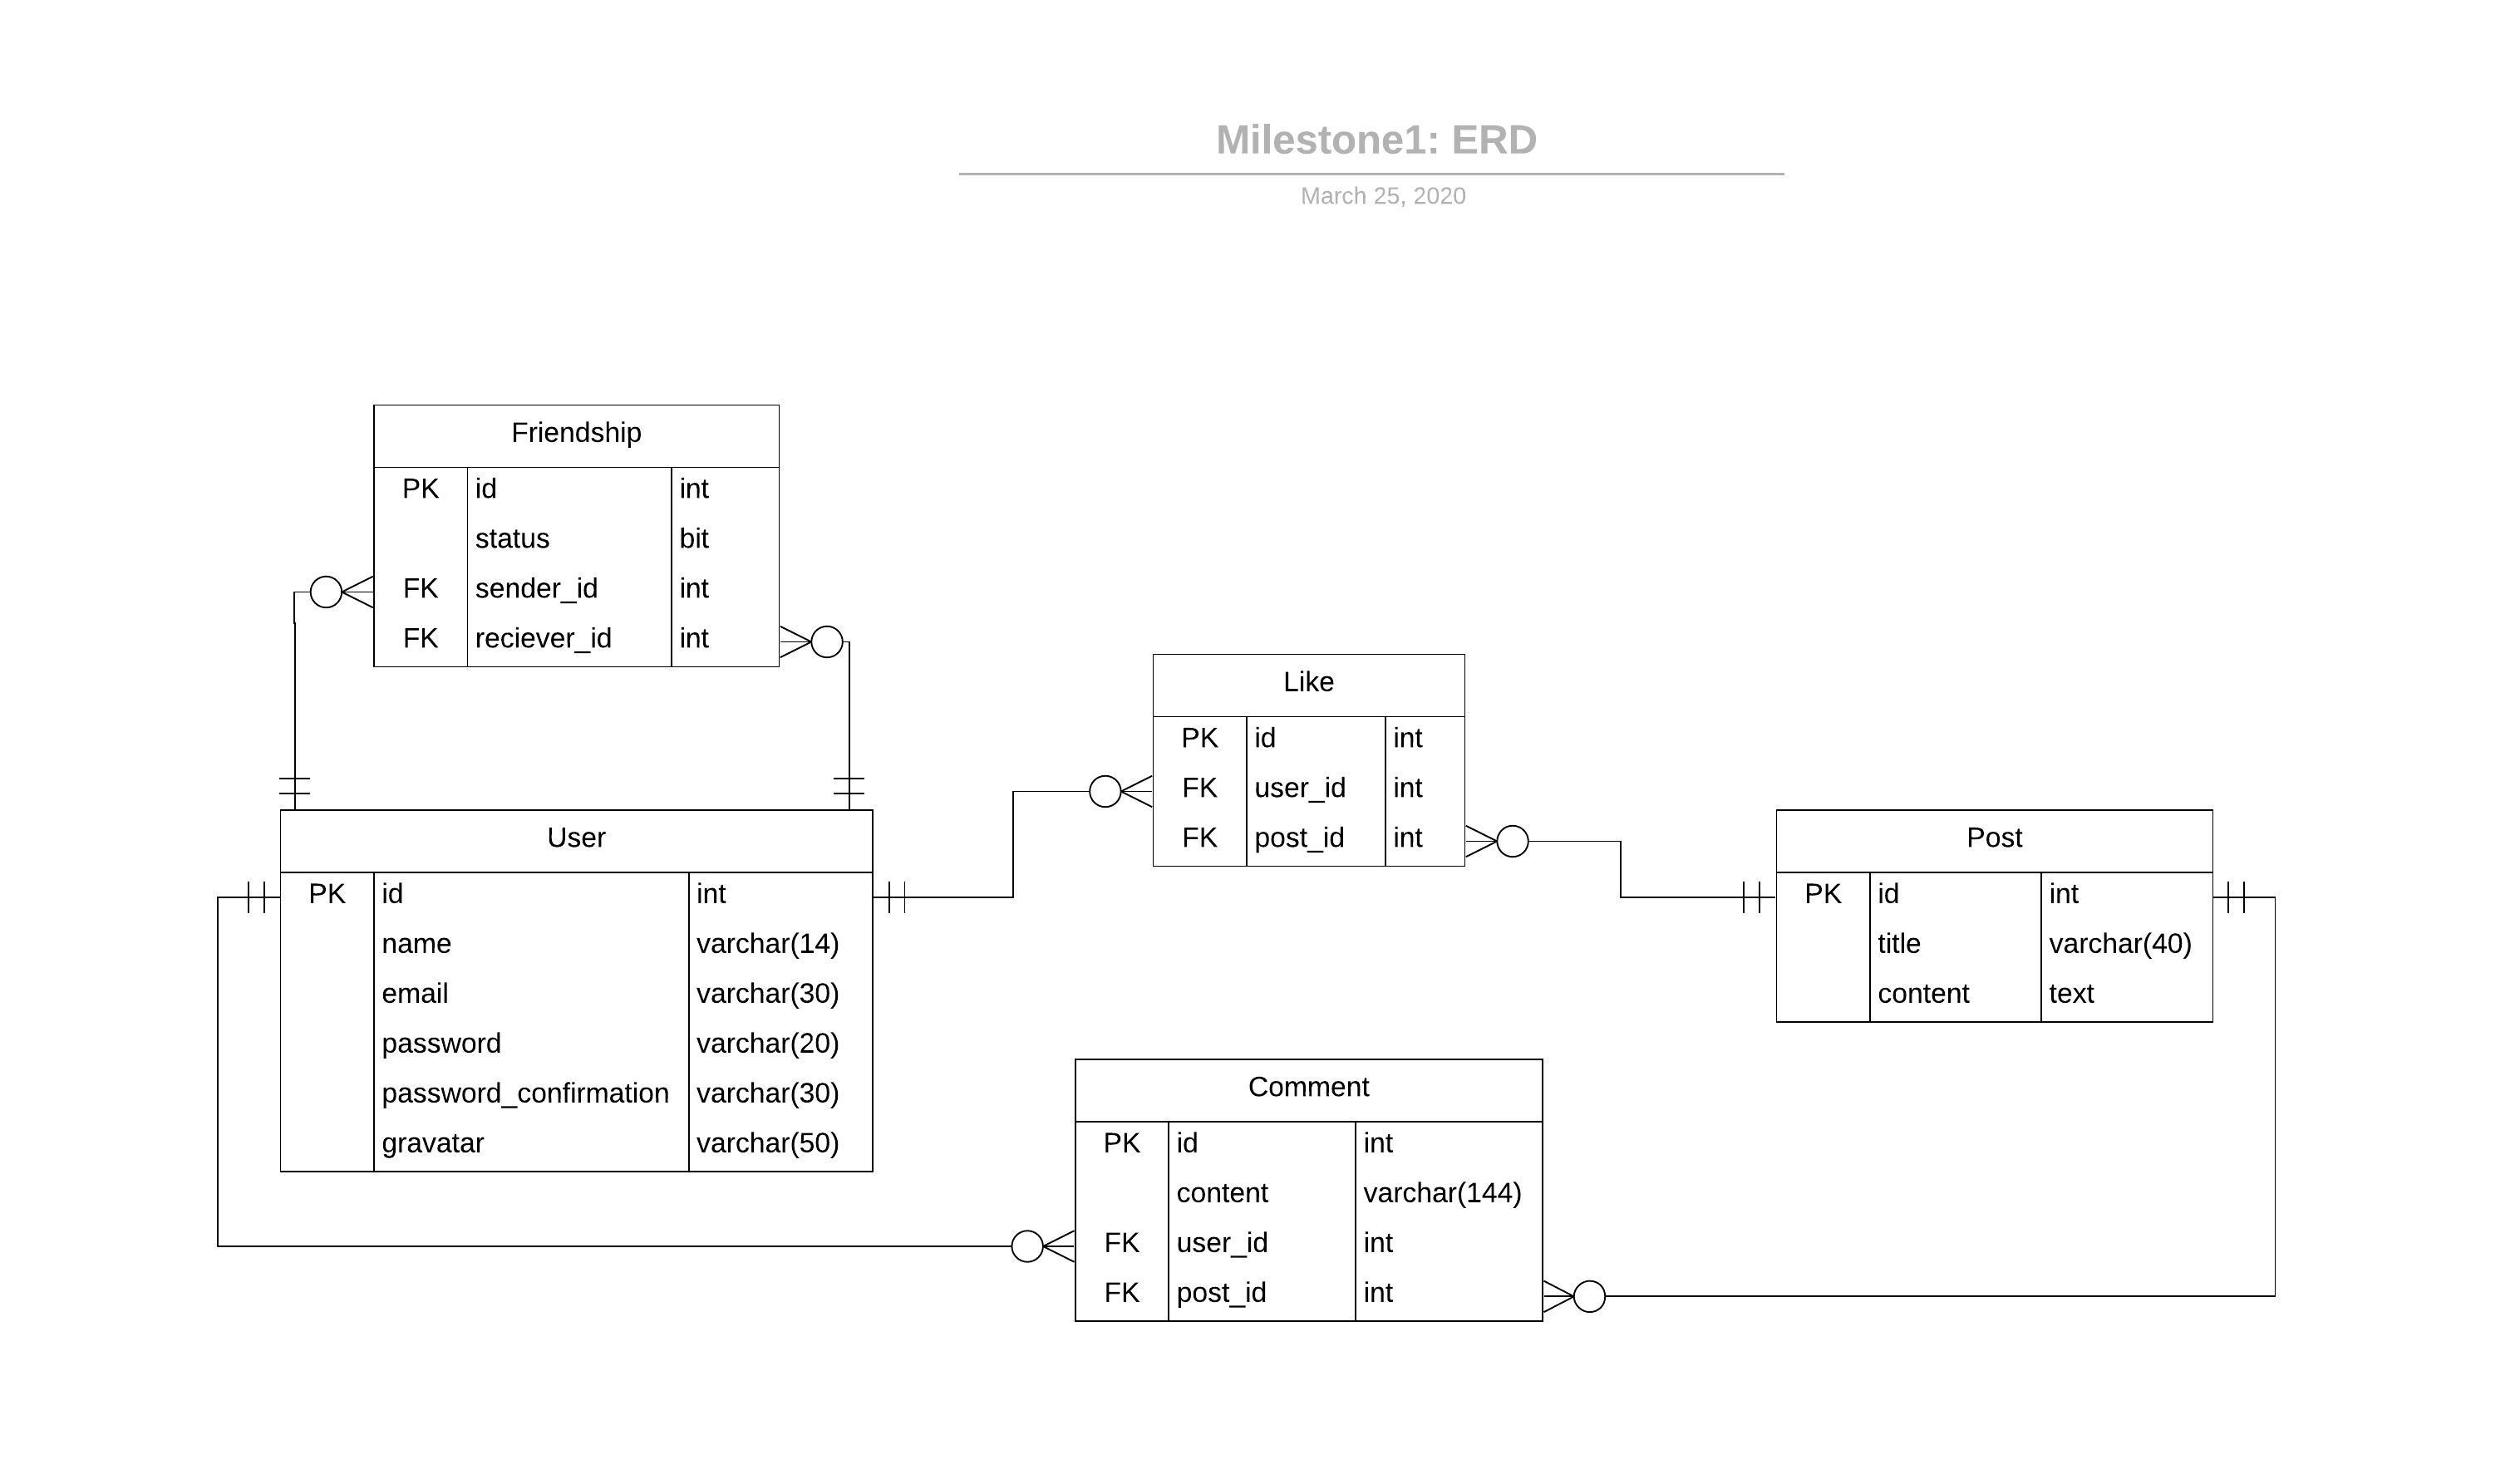 Milestone1: ERD
March 25, 2020
Friendship
PK id int
status bit
FK sender_id int
FK reciever_id int
Like
PK id int
FK user_id int
FK post_id int
User
PK id int
name varchar(14)
email varchar(30)
password varchar(20)
password_confirmation varchar(30)
gravatar varchar(50)
Post
PK id int
title varchar(40)
content text
Comment
PK id int
content varchar(144)
FK user_id int
FK post_id int